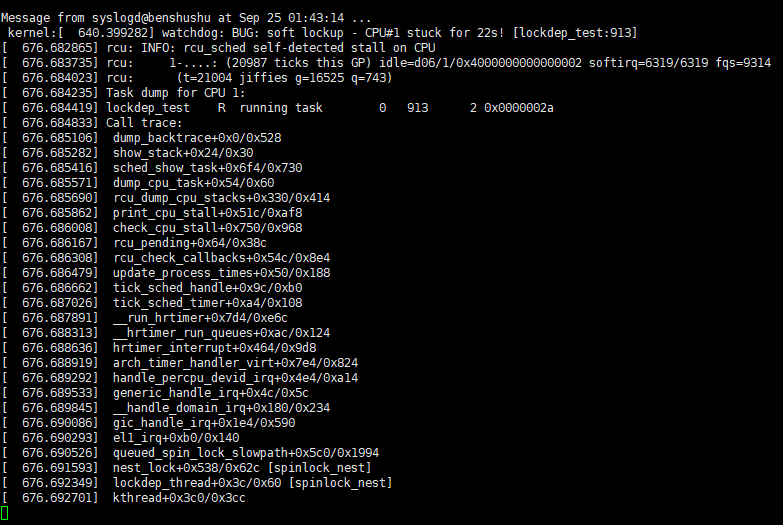 Message from syslogd@benshushu at Sep 25 01:43:14 ...
 kernel:[  640.399282] watchdog: BUG: soft lockup - CPU#1 stuck for 22s! [lockdep_test:913]
[  676.682865] rcu: INFO: rcu_sched self-detected stall on CPU
[  676.683735] rcu:     1-....: (20987 ticks this GP) idle=d06/1/0x4000000000000002 softirq=6319/6319 fqs=9314
[  676.684023] rcu:      (t=21004 jiffies g=16525 q=743)
[  676.684235] Task dump for CPU 1:
[  676.684419] lockdep_test    R  running task        0   913      2 0x0000002a
[  676.684833] Call trace:
[  676.685106]  dump_backtrace+0x0/0x528
[  676.685282]  show_stack+0x24/0x30
[  676.685416]  sched_show_task+0x6f4/0x730
[  676.685571]  dump_cpu_task+0x54/0x60
[  676.685690]  rcu_dump_cpu_stacks+0x330/0x414
[  676.685862]  print_cpu_stall+0x51c/0xaf8
[  676.686008]  check_cpu_stall+0x750/0x968
[  676.686167]  rcu_pending+0x64/0x38c
[  676.686308]  rcu_check_callbacks+0x54c/0x8e4
[  676.686479]  update_process_times+0x50/0x188
[  676.686662]  tick_sched_handle+0x9c/0xb0
[  676.687026]  tick_sched_timer+0xa4/0x108
[  676.687891]  __run_hrtimer+0x7d4/0xe6c
[  676.688313]  __hrtimer_run_queues+0xac/0x124
[  676.688636]  hrtimer_interrupt+0x464/0x9d8
[  676.688919]  arch_timer_handler_virt+0x7e4/0x824
[  676.689292]  handle_percpu_devid_irq+0x4e4/0xa14
[  676.689533]  generic_handle_irq+0x4c/0x5c
[  676.689845]  __handle_domain_irq+0x180/0x234
[  676.690086]  gic_handle_irq+0x1e4/0x590
[  676.690293]  el1_irq+0xb0/0x140
[  676.690526]  queued_spin_lock_slowpath+0x5c0/0x1994
[  676.691593]  nest_lock+0x538/0x62c [spinlock_nest]
[  676.692349]  lockdep_thread+0x3c/0x60 [spinlock_nest]
[  676.692701]  kthread+0x3c0/0x3cc